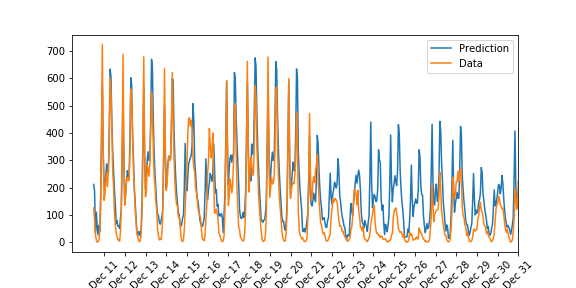 Prediction
Data
700
600
500
400
300
200
100
0
Dec 11
Dec 12
Dec 13
Dec 14
Dec 15
Dec 16
Dec 17
Dec 18
Dec 19
Dec 20
Dec 21
Dec 22
Dec 23
Dec 24
Dec 25
Dec 26
Dec 27
Dec 28
Dec 29
Dec 30
Dec 31